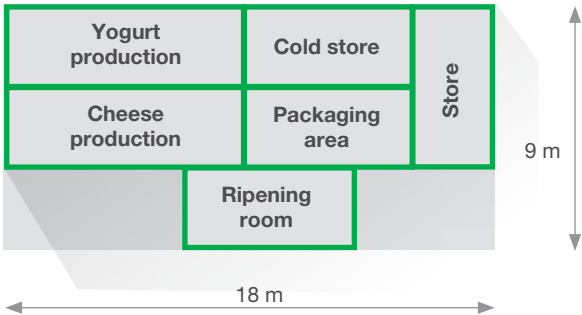 Yogurt
production
Cold store
Store
Cheese
production
Packaging
area
Ripening
room
9 m
18 m